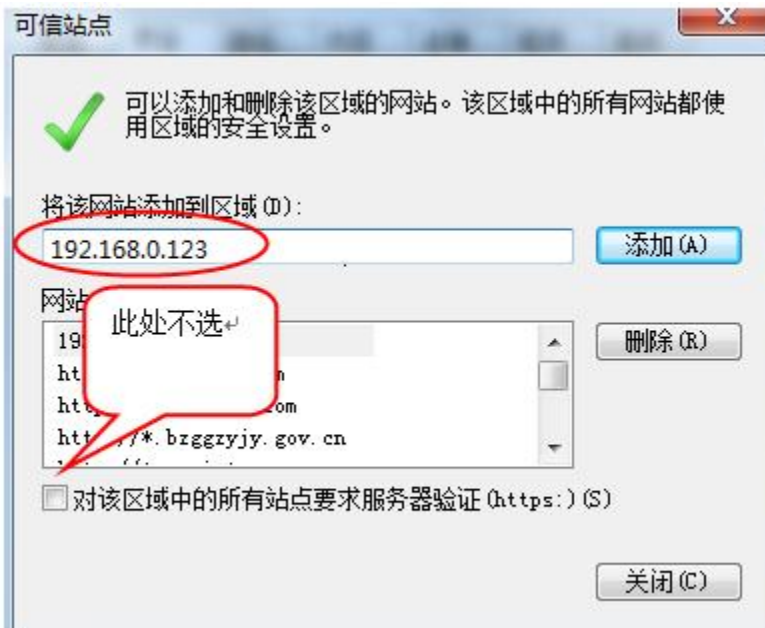 可信站点
可以添加和删除该区域的网站。该区域中的所有网站都使
用区域的安全设置。
将该网站添加到区域(D):
192.168.0.123
添加(A)
网站
此处不选
删除(R)
*.bzggzyjy.gov.cn
对该区域中的所有站点要求服务器验证(https:)(S)
关闭(C)